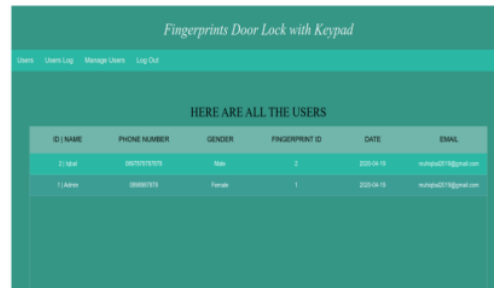 Fingerprints Door Lock with Keypad
Users Users Log Manage Users Log Out
HERE ARE ALL THE USERS
ID | NAME PHONE NUMBER GENDER FINGERPRINT ID DATE EMAIL
2 | Iqbal Male 2 2020-04-19
1 | Admin Female 1 2020-04-19